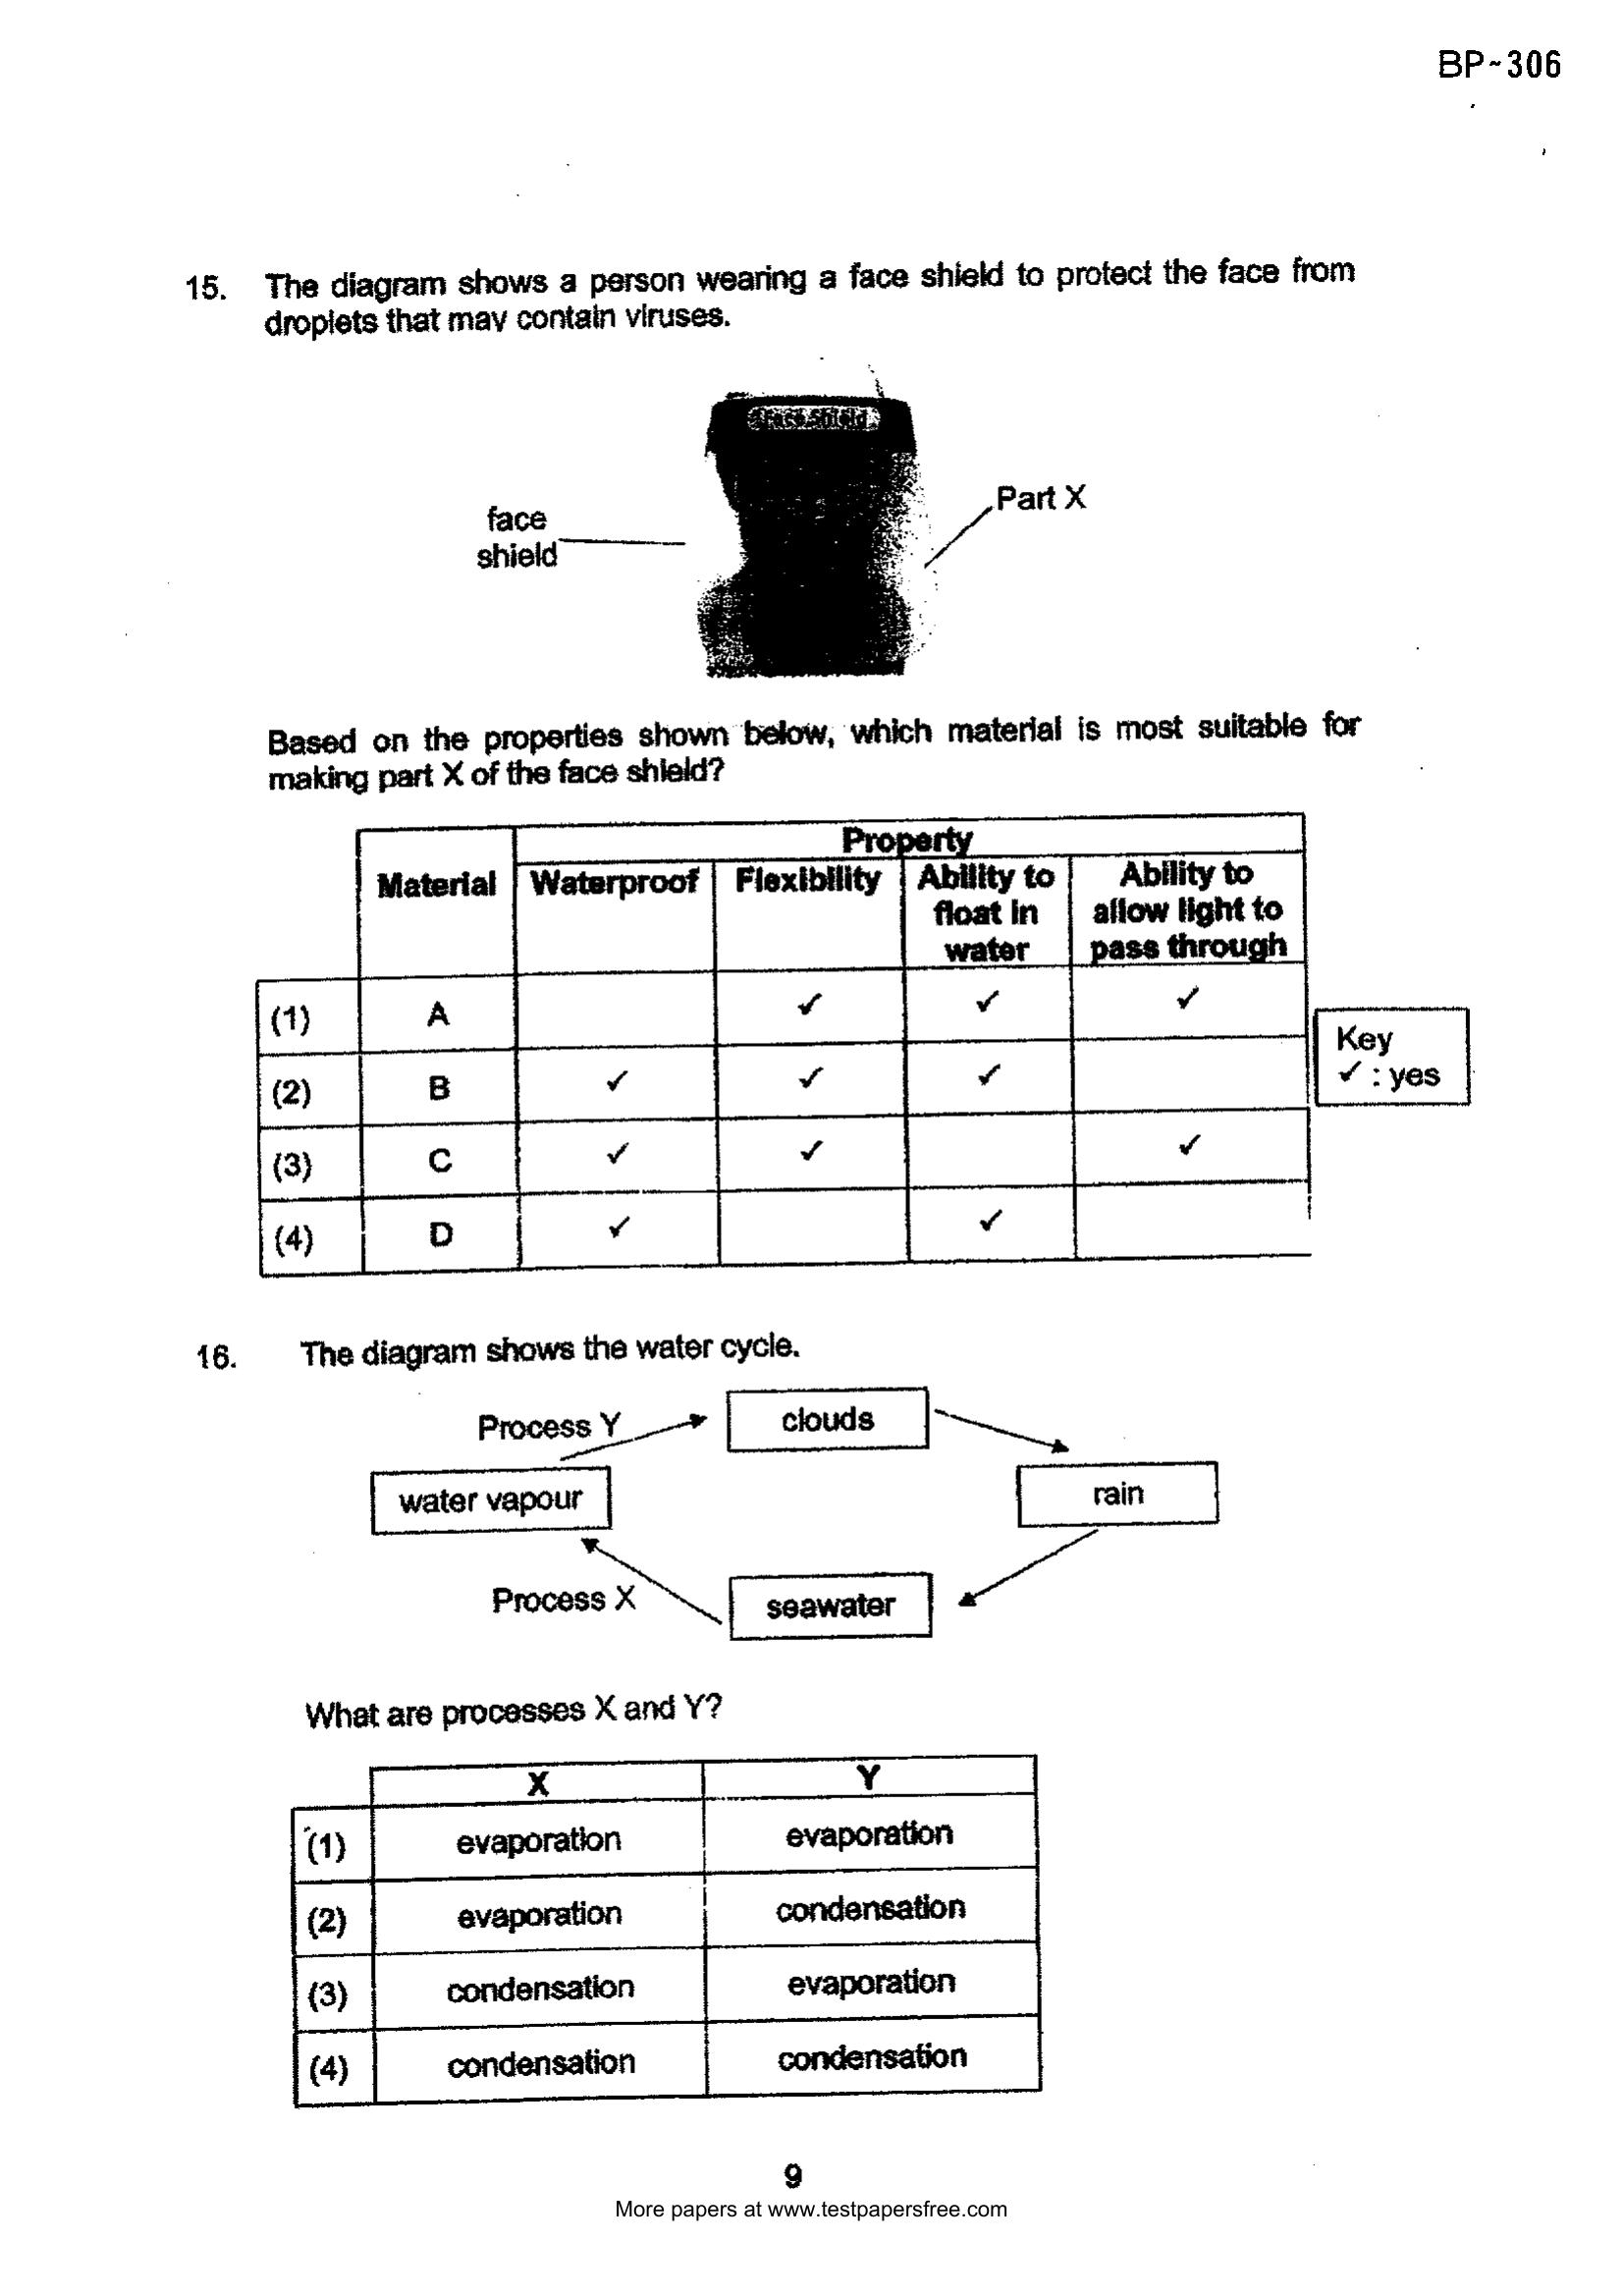 BP~306
15. The diagram shows a person wearing a face shield to protect the face from
droplets that may contain viruses.
Face Shield
face
shield
Part X
Based on the properties shown below, which material is most suitable for
making part X of the face shield?
Material
Property
Waterproof
Flexibility
Ability to
float in
water
Ability to
allow light to
pass through
(1) A ✓ ✓ ✓
(2) B ✓ ✓ ✓
(3) C ✓ ✓ ✓
(4) D ✓ ✓
Key
✓ : yes
16. The diagram shows the water cycle.
Process Y
clouds
water vapour
rain
Process X
seawater
What are processes X and Y?
X Y
(1) evaporation evaporation
(2) evaporation condensation
(3) condensation evaporation
(4) condensation condensation
9
More papers at www.testpapersfree.com